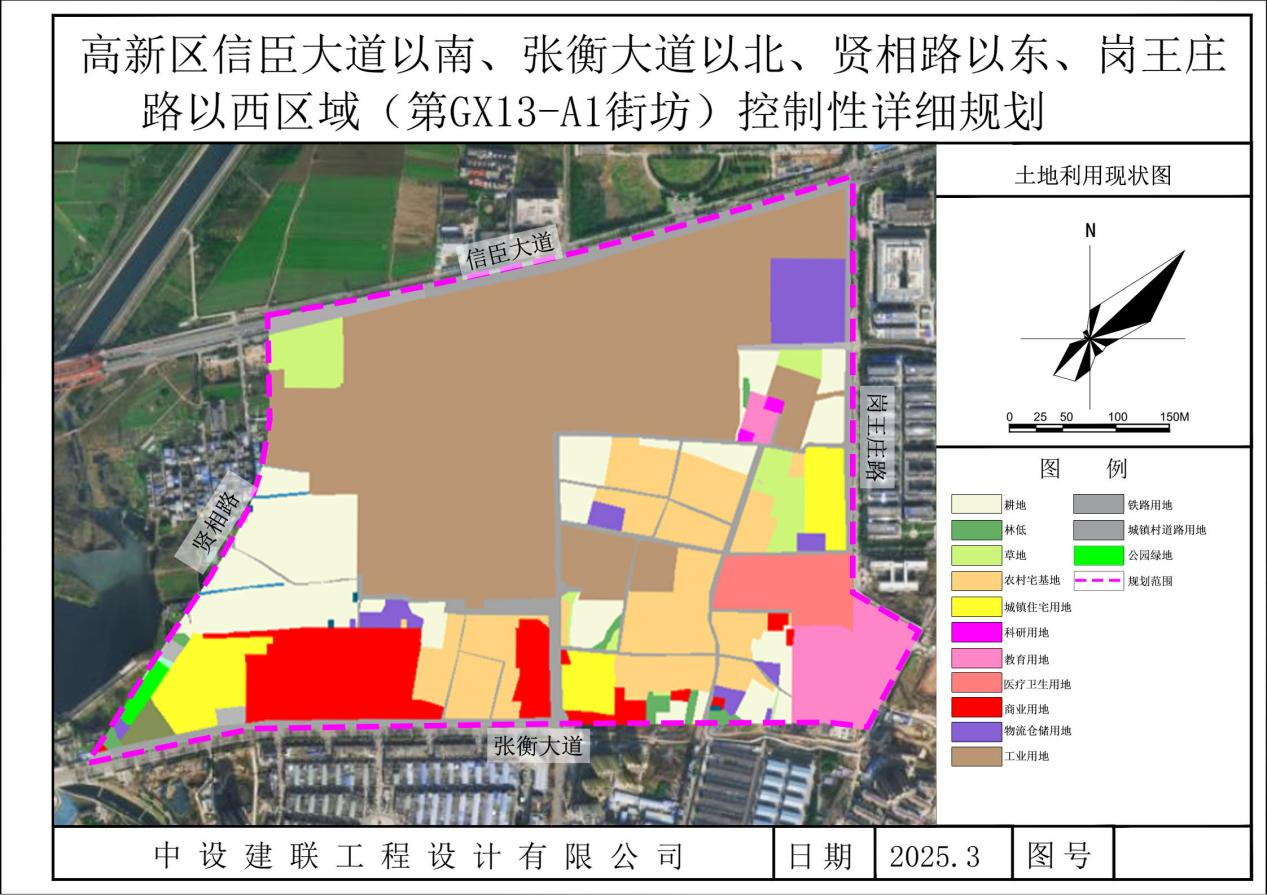 高新区信臣大道以南、张衡大道以北、贤相路以东、岗王庄
路以西区域（第GX13-A1街坊）控制性详细规划
土地利用现状图
N
0 25 50 100 150M
信臣大道
岗王庄路
贤相路
张衡大道
图 例
耕地
林低
草地
农村宅基地
城镇住宅用地
科研用地
教育用地
医疗卫生用地
商业用地
物流仓储用地
工业用地
铁路用地
城镇村道路用地
公园绿地
规划范围
中设建联工程设计有限公司
日期
2025.3
图号